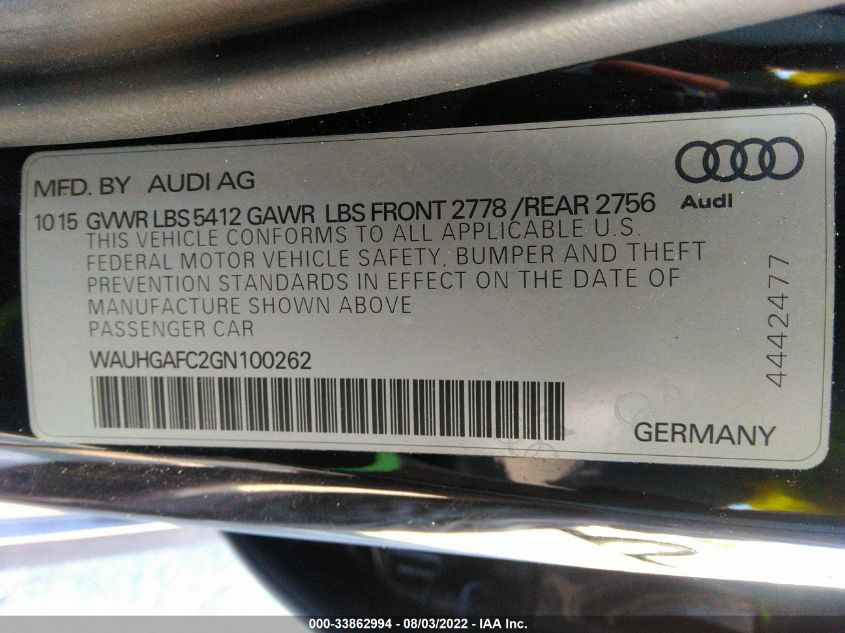 MFD. BY AUDI AG
Audi
10 15 GVWR LBS 5412 GAWR LBS FRONT 2778 /REAR 2756
THIS VEHICLE CONFORMS TO ALL APPLICABLE U.S.
FEDERAL MOTOR VEHICLE SAFETY, BUMPER AND THEFT
PREVENTION STANDARDS IN EFFECT ON THE DATE OF
MANUFACTURE SHOWN ABOVE
PASSENGER CAR
WAUHGAFC2GN100262
4442477
GERMANY
000-33862994 - 08/03/2022 - IAA Inc.